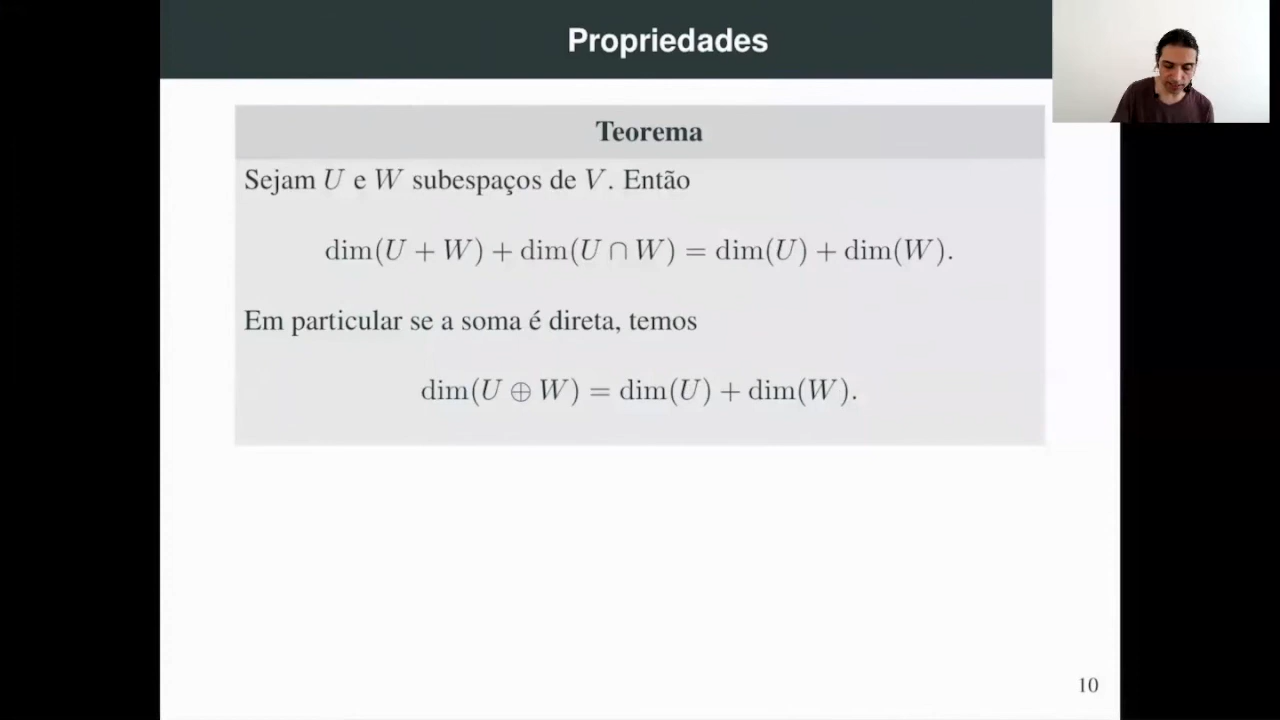 Propriedades
Teorema
Sejam U e W subespaços de V. Então
dim(U + W) + dim(U ∩ W) = dim(U) + dim(W).
Em particular se a soma é direta, temos
dim(U ⊕ W) = dim(U) + dim(W).
10